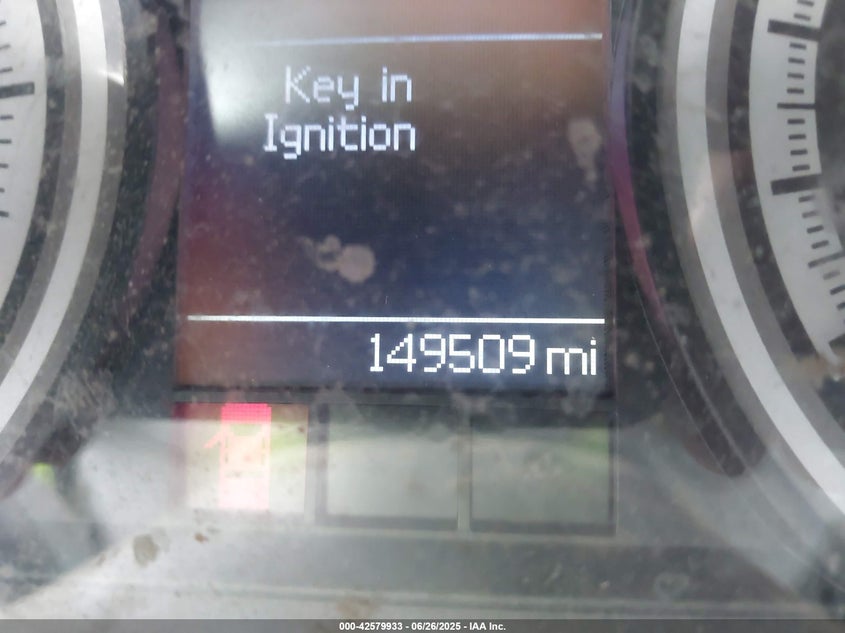 Key in
Ignition
149509 mi
000-42579933 - 06/26/2025 - IAA Inc.